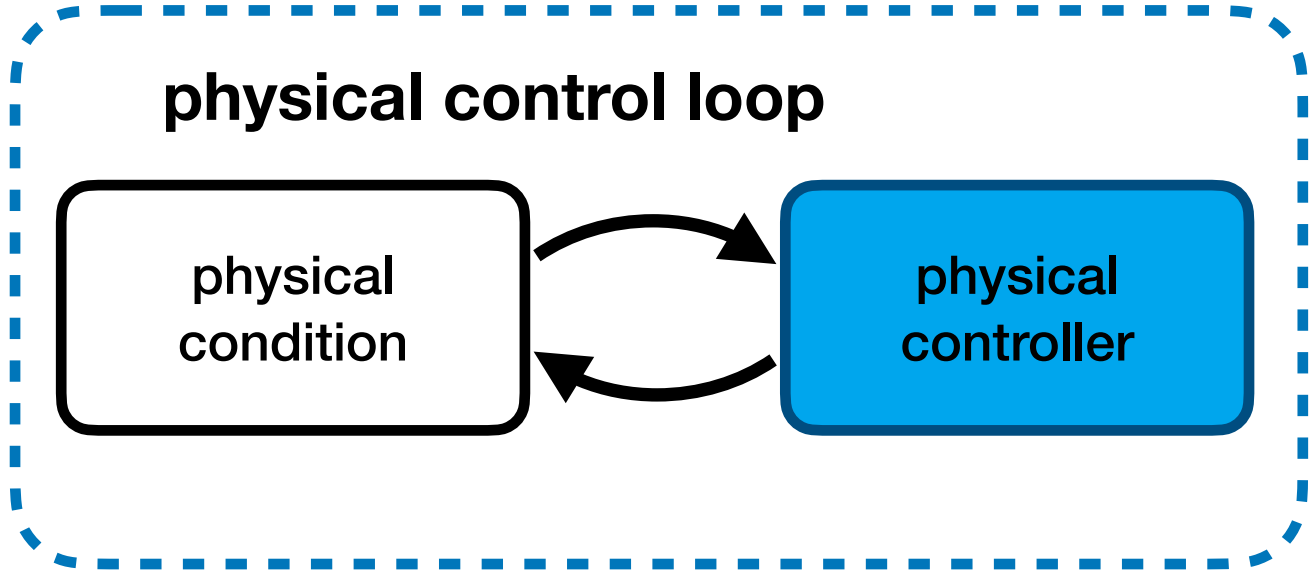 physical control loop
physical
condition
physical
controller